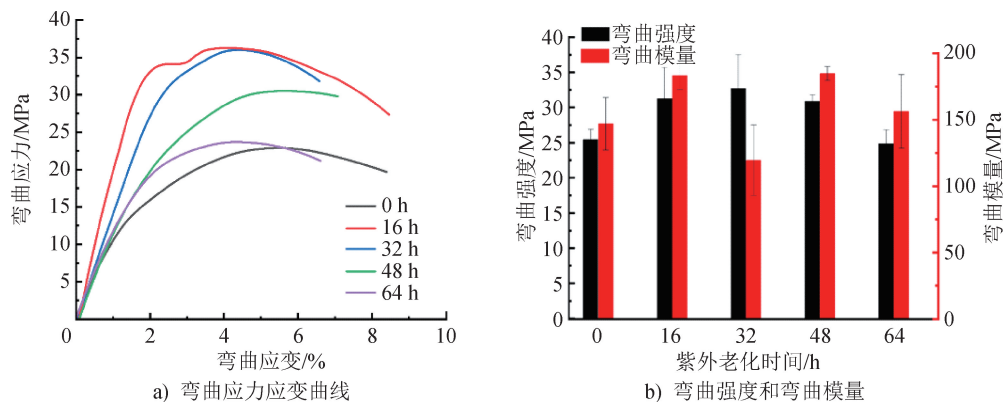 40
35
30
25
20
15
10
5
0
2
4
6
8
10
弯曲应力/MPa
弯曲应变/%
0 h
16 h
32 h
48 h
64 h
a) 弯曲应力应变曲线
弯曲强度
弯曲模量
40
35
30
25
20
15
10
5
0
弯曲强度/MPa
200
150
100
50
0
弯曲模量/MPa
0
16
32
48
64
紫外老化时间/h
b) 弯曲强度和弯曲模量